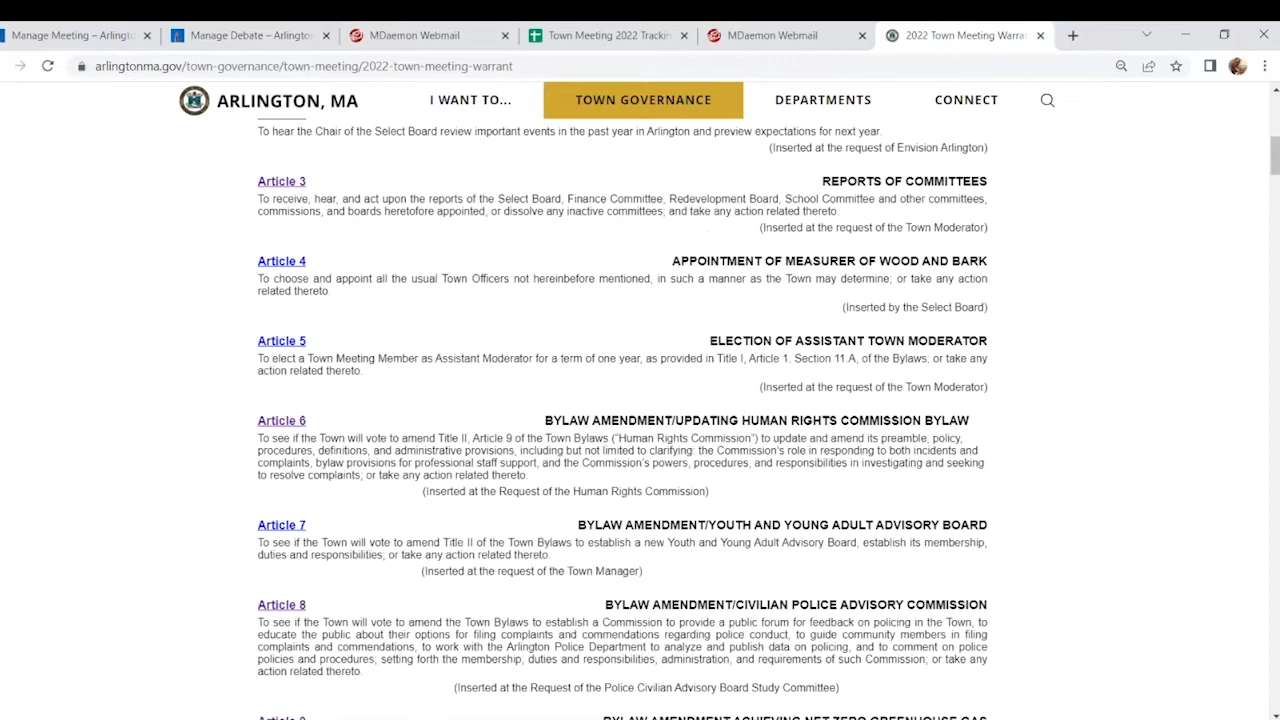 Manage Meeting – Arlingto
Manage Debate – Arlington
MDaemon Webmail
Town Meeting 2022 Trackin
MDaemon Webmail
2022 Town Meeting Warra
arlingtonma.gov/town-governance/town-meeting/2022-town-meeting-warrant
ARLINGTON, MA
I WANT TO...
TOWN GOVERNANCE
DEPARTMENTS
CONNECT
To hear the Chair of the Select Board review important events in the past year in Arlington and preview expectations for next year.
(Inserted at the request of Envision Arlington)
Article 3 REPORTS OF COMMITTEES
To receive, hear, and act upon the reports of the Select Board, Finance Committee, Redevelopment Board, School Committee and other committees,
commissions, and boards heretofore appointed, or dissolve any inactive committees; and take any action related thereto.
(Inserted at the request of the Town Moderator)
Article 4 APPOINTMENT OF MEASURER OF WOOD AND BARK
To choose and appoint all the usual Town Officers not hereinbefore mentioned, in such a manner as the Town may determine; or take any action
related thereto.
(Inserted by the Select Board)
Article 5 ELECTION OF ASSISTANT TOWN MODERATOR
To elect a Town Meeting Member as Assistant Moderator for a term of one year, as provided in Title I, Article 1. Section 11.A, of the Bylaws; or take any
action related thereto.
(Inserted at the request of the Town Moderator)
Article 6 BYLAW AMENDMENT/UPDATING HUMAN RIGHTS COMMISSION BYLAW
To see if the Town will vote to amend Title II, Article 9 of the Town Bylaws ("Human Rights Commission") to update and amend its preamble, policy,
procedures, definitions, and administrative provisions, including but not limited to clarifying: the Commission's role in responding to both incidents and
complaints, bylaw provisions for professional staff support, and the Commission's powers, procedures, and responsibilities in investigating and seeking
to resolve complaints; or take any action related thereto.
(Inserted at the Request of the Human Rights Commission)
Article 7 BYLAW AMENDMENT/YOUTH AND YOUNG ADULT ADVISORY BOARD
To see if the Town will vote to amend Title II of the Town Bylaws to establish a new Youth and Young Adult Advisory Board, establish its membership,
duties and responsibilities; or take any action related thereto.
(Inserted at the request of the Town Manager)
Article 8 BYLAW AMENDMENT/CIVILIAN POLICE ADVISORY COMMISSION
To see if the Town will vote to amend the Town Bylaws to establish a Commission to provide a public forum for feedback on policing in the Town, to
educate the public about their options for filing complaints and commendations regarding police conduct, to guide community members in filing
complaints and commendations, to work with the Arlington Police Department to analyze and publish data on policing, and to comment on police
policies and procedures; setting forth the membership, duties and responsibilities, administration, and requirements of such Commission; or take any
action related thereto.
(Inserted at the Request of the Police Civilian Advisory Board Study Committee)
Article 9 BYLAW AMENDMENT/ACHIEVING NET ZERO GREENHOUSE GAS